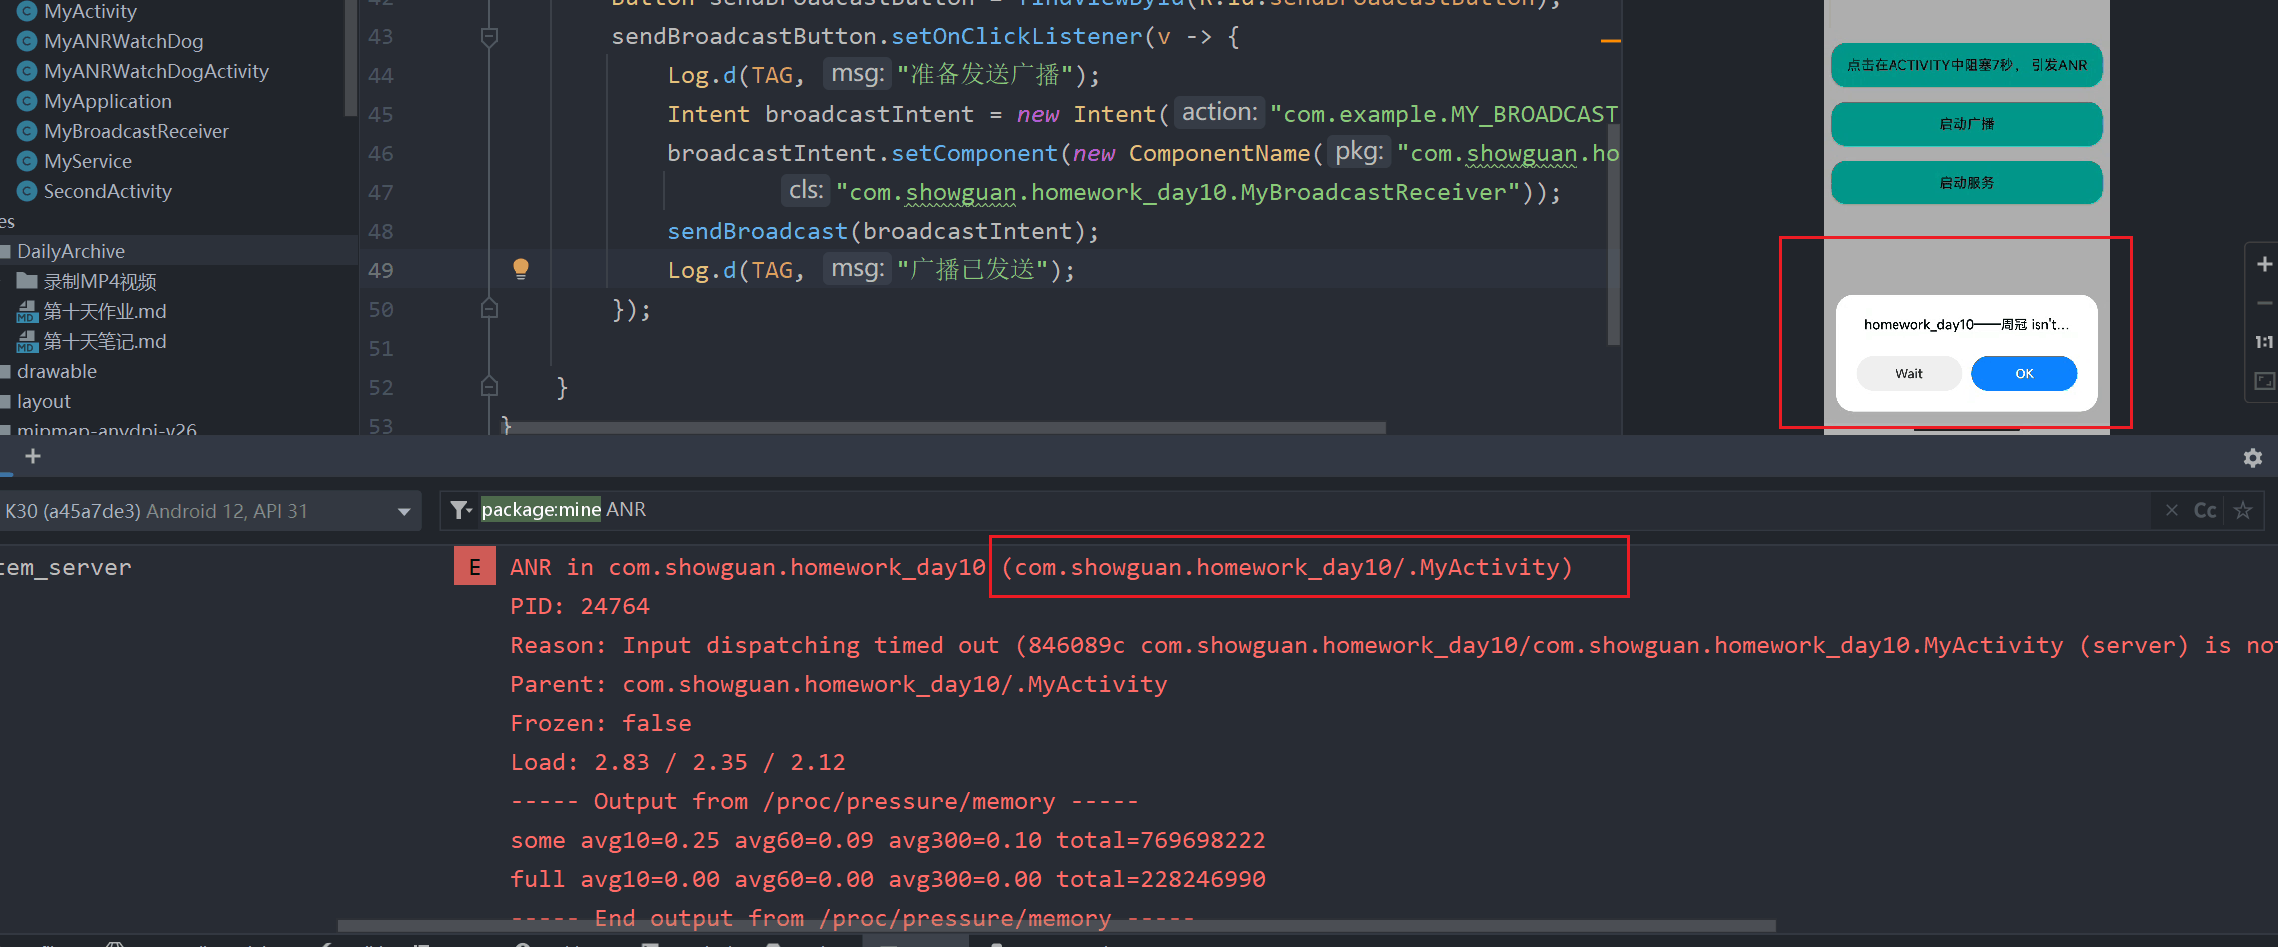 MyActivity
MyANRWatchDog
MyANRWatchDogActivity
MyApplication
MyBroadcastReceiver
MyService
SecondActivity
es
DailyArchive
录制MP4视频
第十天作业.md
第十天笔记.md
drawable
layout
mipmap-anydpi-v26
42 Button sendBroadcastButton = findViewById(R.id.sendBroadcastButton);
43 sendBroadcastButton.setOnClickListener(v -> {
44 Log.d(TAG, msg: "准备发送广播");
45 Intent broadcastIntent = new Intent( action: "com.example.MY_BROADCAST
46 broadcastIntent.setComponent(new ComponentName( pkg: "com.showguan.ho
47 cls: "com.showguan.homework_day10.MyBroadcastReceiver"));
48 sendBroadcast(broadcastIntent);
49 Log.d(TAG, msg: "广播已发送");
50 });
51
52 }
53 }
点击在ACTIVITY中阻塞7秒，引发ANR
启动广播
启动服务
homework_day10——周冠 isn't...
Wait OK
1:1
K30 (a45a7de3) Android 12, API 31
package:mine ANR
Cc
tem_server
E ANR in com.showguan.homework_day10 (com.showguan.homework_day10/.MyActivity)
PID: 24764
Reason: Input dispatching timed out (846089c com.showguan.homework_day10/com.showguan.homework_day10.MyActivity (server) is not
Parent: com.showguan.homework_day10/.MyActivity
Frozen: false
Load: 2.83 / 2.35 / 2.12
----- Output from /proc/pressure/memory -----
some avg10=0.25 avg60=0.09 avg300=0.10 total=769698222
full avg10=0.00 avg60=0.00 avg300=0.00 total=228246990
----- End output from /proc/pressure/memory -----